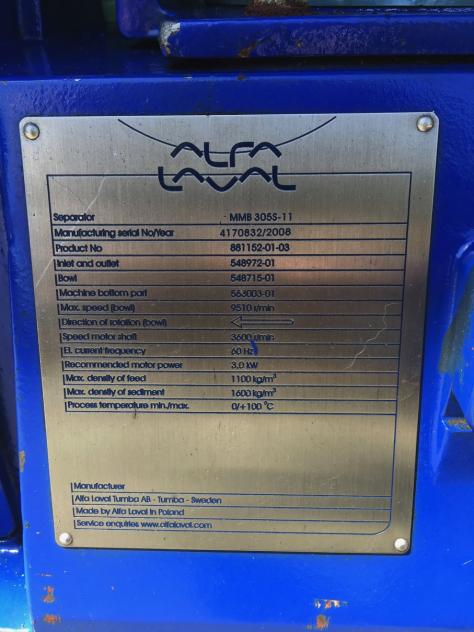 ALFA
LAVAL
Separator MMB 305S-11
Manufacturing serial No/Year 4170832/2008
Product No 881152-01-03
Inlet and outlet 548972-01
Bowl 548715-01
Machine bottom part 563003-01
Max. speed (bowl) 9510 r/min
Direction of rotation (bowl)
Speed motor shaft 3600 r/min
El. current frequency 60 Hz
Recommended motor power 3,0 kW
Max. density of feed 1100 kg/m³
Max. density of sediment 1600 kg/m³
Process temperature min./max. 0/+100 °C
Manufacturer
Alfa Laval Tumba AB - Tumba - Sweden
Made by Alfa Laval in Poland
Service enquiries www.alfalaval.com